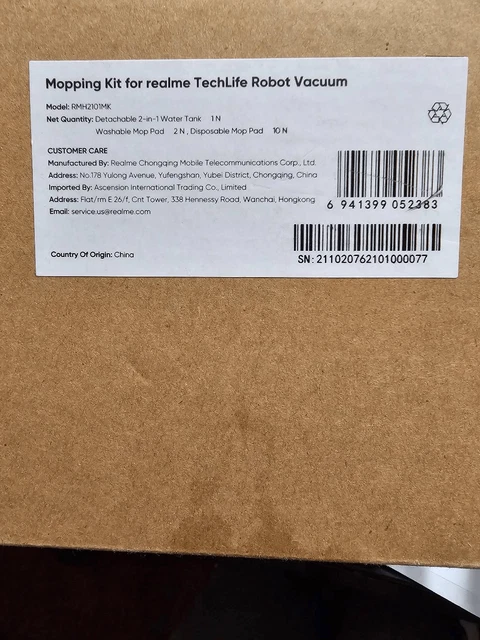 Mopping Kit for realme TechLife Robot Vacuum
Model: RMH2101MK
Net Quantity: Detachable 2-in-1 Water Tank 1 N
Washable Mop Pad 2 N , Disposable Mop Pad 10 N
CUSTOMER CARE
Manufactured By: Realme Chongqing Mobile Telecommunications Corp., Ltd.
Address: No.178 Yulong Avenue, Yufengshan, Yubei District, Chongqing, China
Imported By: Ascension International Trading Co., Limited
Address: Flat/rm E 26/f, Cnt Tower, 338 Hennessy Road, Wanchai, Hongkong
Email: service.us@realme.com
6 941399 052383
Country Of Origin: China
SN: 211020762101000077